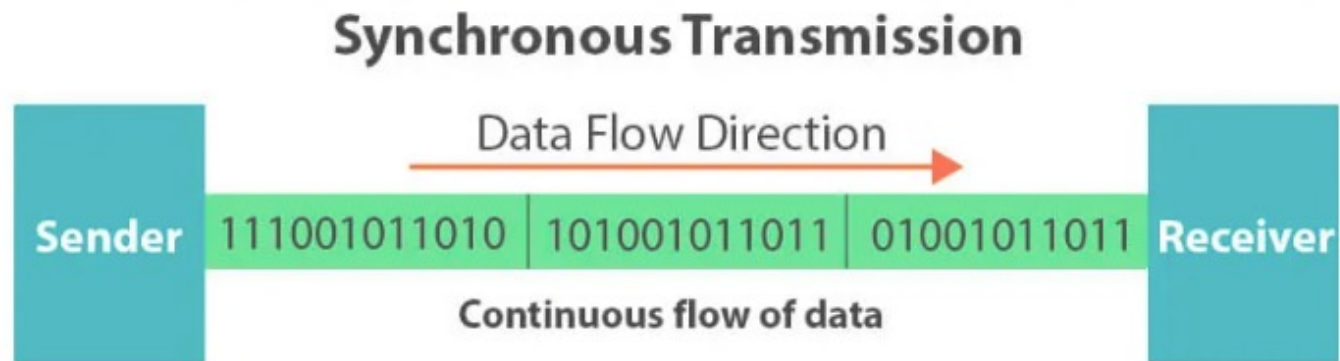 Synchronous Transmission
Data Flow Direction
Sender 111001011010 101001011011 01001011011 Receiver
Continuous flow of data